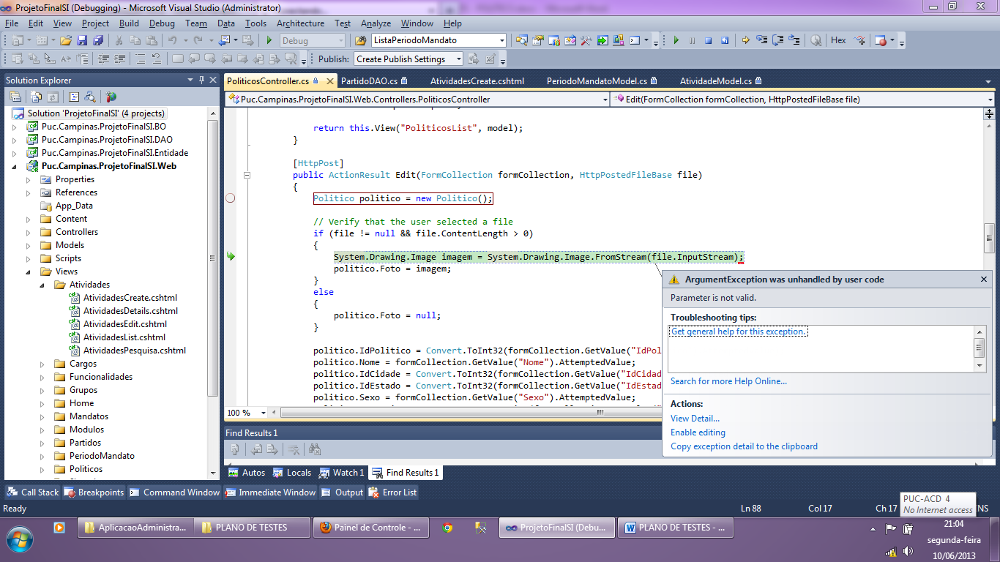 ProjetoFinalSI (Debugging) - Microsoft Visual Studio (Administrator)
File Edit View Project Build Debug Team Data Tools Architecture Test Analyze Window Help
Debug ListaPeriodoMandato Hex
Publish: Create Publish Settings
Solution Explorer
Solution 'ProjetoFinalSI' (4 projects)
Puc.Campinas.ProjetoFinalSI.BO
Puc.Campinas.ProjetoFinalSI.DAO
Puc.Campinas.ProjetoFinalSI.Entidade
Puc.Campinas.ProjetoFinalSI.Web
Properties
References
App_Data
Content
Controllers
Models
Scripts
Views
Atividades
AtividadesCreate.cshtml
AtividadesDetails.cshtml
AtividadesEdit.cshtml
AtividadesList.cshtml
AtividadesPesquisa.cshtml
Cargos
Funcionalidades
Grupos
Home
Mandatos
Modulos
Partidos
PeriodoMandato
Politicos
PoliticosController.cs PartidoDAO.cs AtividadesCreate.cshtml PeriodoMandatoModel.cs AtividadeModel.cs
Puc.Campinas.ProjetoFinalSI.Web.Controllers.PoliticosController Edit(FormCollection formCollection, HttpPostedFileBase file)
return this.View("PoliticosList", model);
}
[HttpPost]
public ActionResult Edit(FormCollection formCollection, HttpPostedFileBase file)
{
Politico politico = new Politico();
// Verify that the user selected a file
if (file != null && file.ContentLength > 0)
{
System.Drawing.Image imagem = System.Drawing.Image.FromStream(file.InputStream);
politico.Foto = imagem;
}
else
{
politico.Foto = null;
}
politico.IdPolitico = Convert.ToInt32(formCollection.GetValue("IdPol
politico.Nome = formCollection.GetValue("Nome").AttemptedValue;
politico.IdCidade = Convert.ToInt32(formCollection.GetValue("IdCidad
politico.IdEstado = Convert.ToInt32(formCollection.GetValue("IdEstad
politico.Sexo = formCollection.GetValue("Sexo").AttemptedValue;
100 %
ArgumentException was unhandled by user code
Parameter is not valid.
Troubleshooting tips:
Get general help for this exception.
Search for more Help Online...
Actions:
View Detail...
Enable editing
Copy exception detail to the clipboard
Find Results 1
Autos Locals Watch 1 Find Results 1
Call Stack Breakpoints Command Window Immediate Window Output Error List
Ready Ln 88 Col 17 Ch 17 NS
PUC-ACD 4
No Internet access
AplicacaoAdministra... PLANO DE TESTES Painel de Controle - ... ProjetoFinalSI (Debu... PLANO DE TESTES - ...
21:04
segunda-feira
10/06/2013